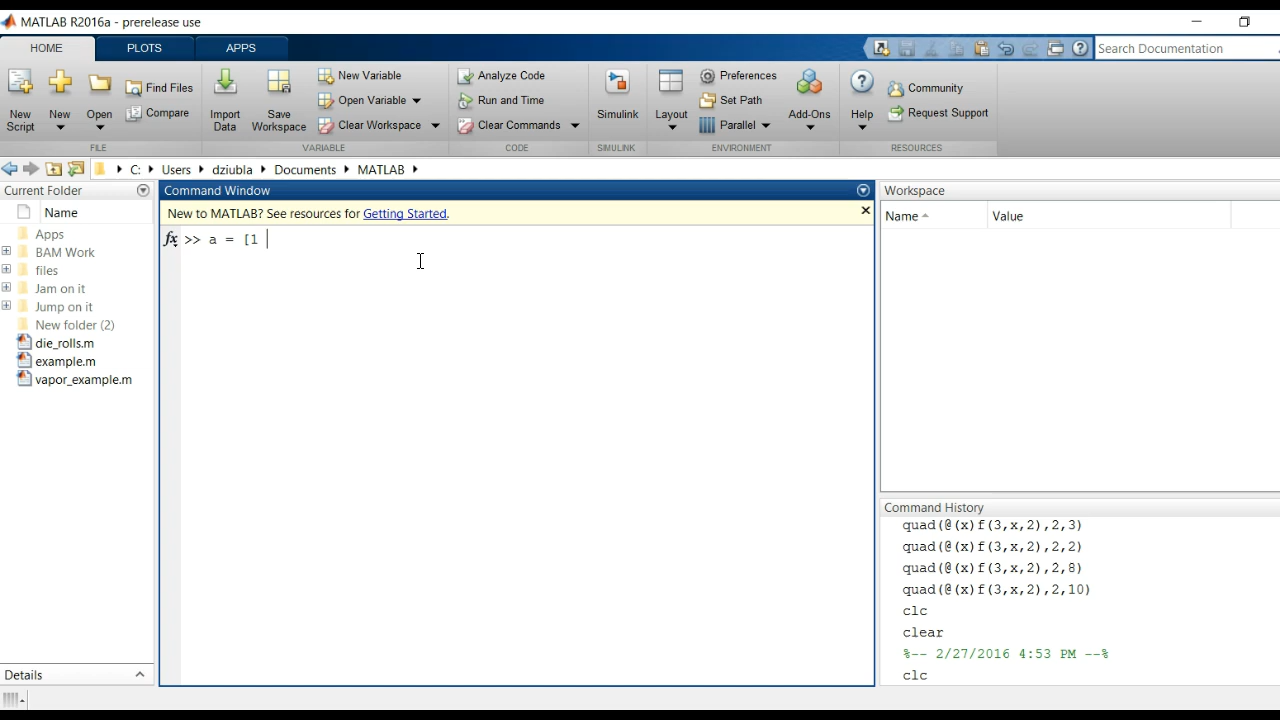 MATLAB R2016a - prerelease use
HOME PLOTS APPS
Search Documentation
New Script
New
Open
Find Files
Compare
FILE
Import Data
Save Workspace
New Variable
Open Variable
Clear Workspace
VARIABLE
Analyze Code
Run and Time
Clear Commands
CODE
Simulink
SIMULINK
Layout
Preferences
Set Path
Parallel
Add-Ons
ENVIRONMENT
Help
Community
Request Support
RESOURCES
C: Users dziubla Documents MATLAB
Current Folder
Name
Apps
BAM Work
files
Jam on it
Jump on it
New folder (2)
die_rolls.m
example.m
vapor_example.m
Details
Command Window
New to MATLAB? See resources for Getting Started.
fx >> a = [1
Workspace
Name Value
Command History
quad(@(x)f(3,x,2),2,3)
quad(@(x)f(3,x,2),2,2)
quad(@(x)f(3,x,2),2,8)
quad(@(x)f(3,x,2),2,10)
clc
clear
%-- 2/27/2016 4:53 PM --%
clc